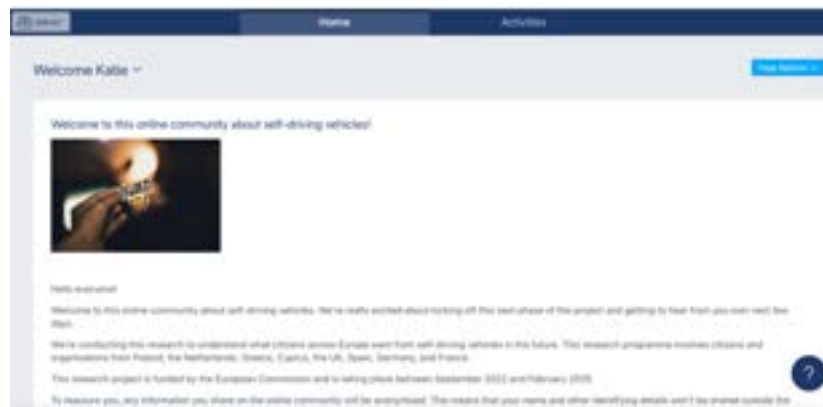 Home Activities
Welcome Katie
Welcome to this online community about self-driving vehicles!
Hello everyone!
Welcome to this online community about self driving vehicles. We're really excited about kicking off this next phase of the project and getting to hear from you over next few
days.
We're conducting this research to understand what citizens across Europe want from self driving vehicles in the future. This research programme involves citizens and
organisations from Poland, the Netherlands, Greece, Cyprus, the UK, Spain, Germany, and France.
This research project is funded by the European Commission and is taking place between September 2022 and February 2025.
To reassure you, any information you share on the online community will be anonymised. This means that your name and other identifying details won't be shared outside the
?